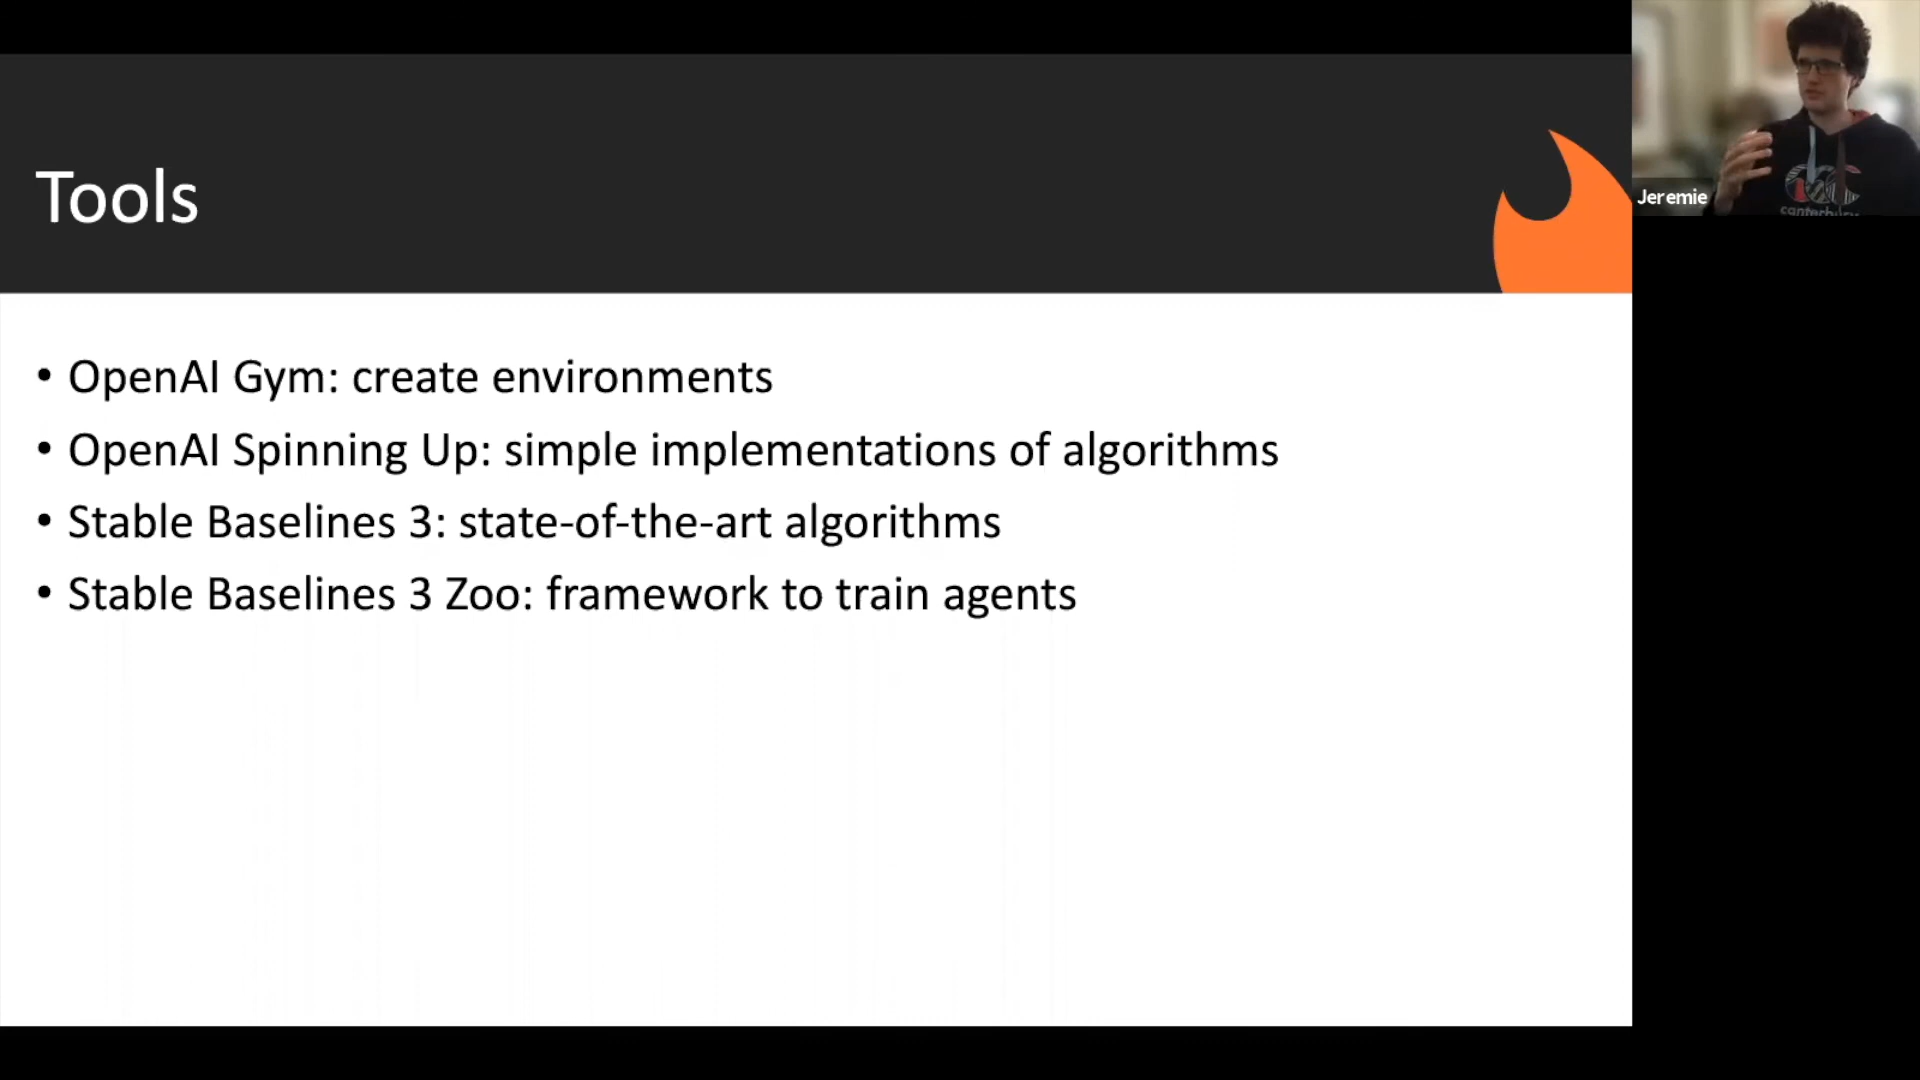 Tools
• OpenAI Gym: create environments
• OpenAI Spinning Up: simple implementations of algorithms
• Stable Baselines 3: state-of-the-art algorithms
• Stable Baselines 3 Zoo: framework to train agents
Jeremie